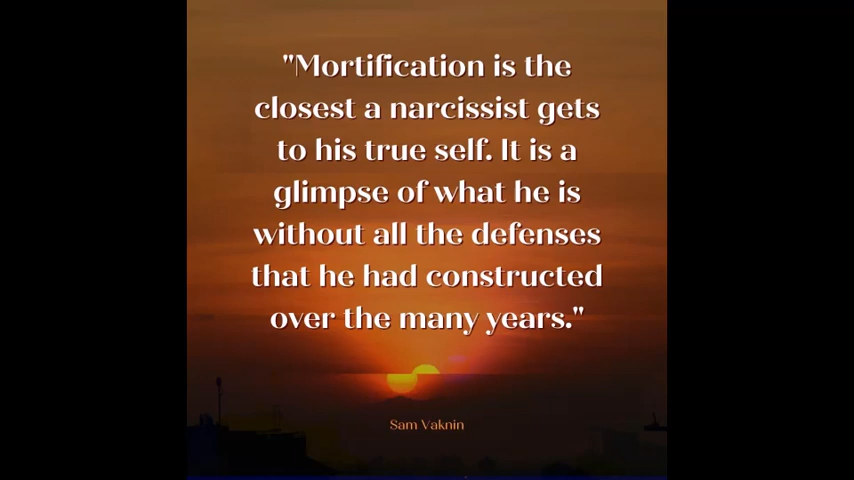 "Mortification is the
closest a narcissist gets
to his true self. It is a
glimpse of what he is
without all the defenses
that he had constructed
over the many years."
Sam Vaknin